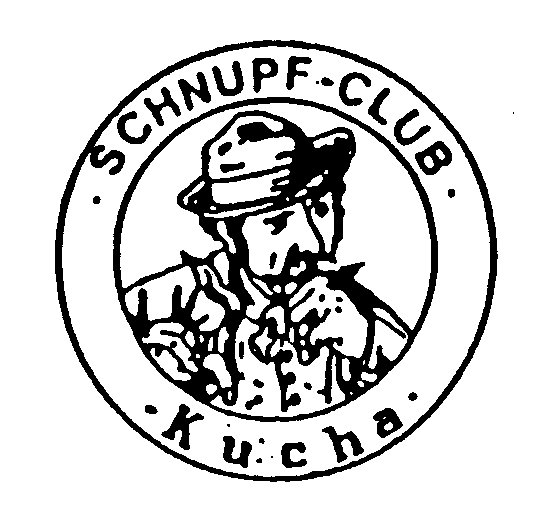 · SCHNUPF-CLUB ·
· Kucha ·